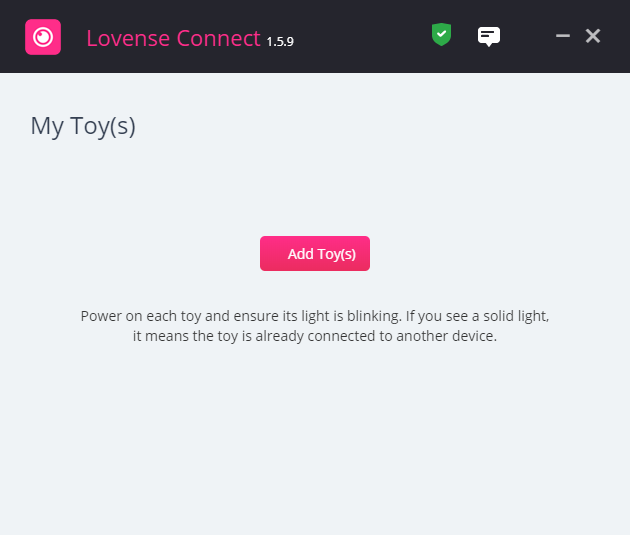 Lovense Connect 1.5.9
My Toy(s)
Add Toy(s)
Power on each toy and ensure its light is blinking. If you see a solid light,
it means the toy is already connected to another device.